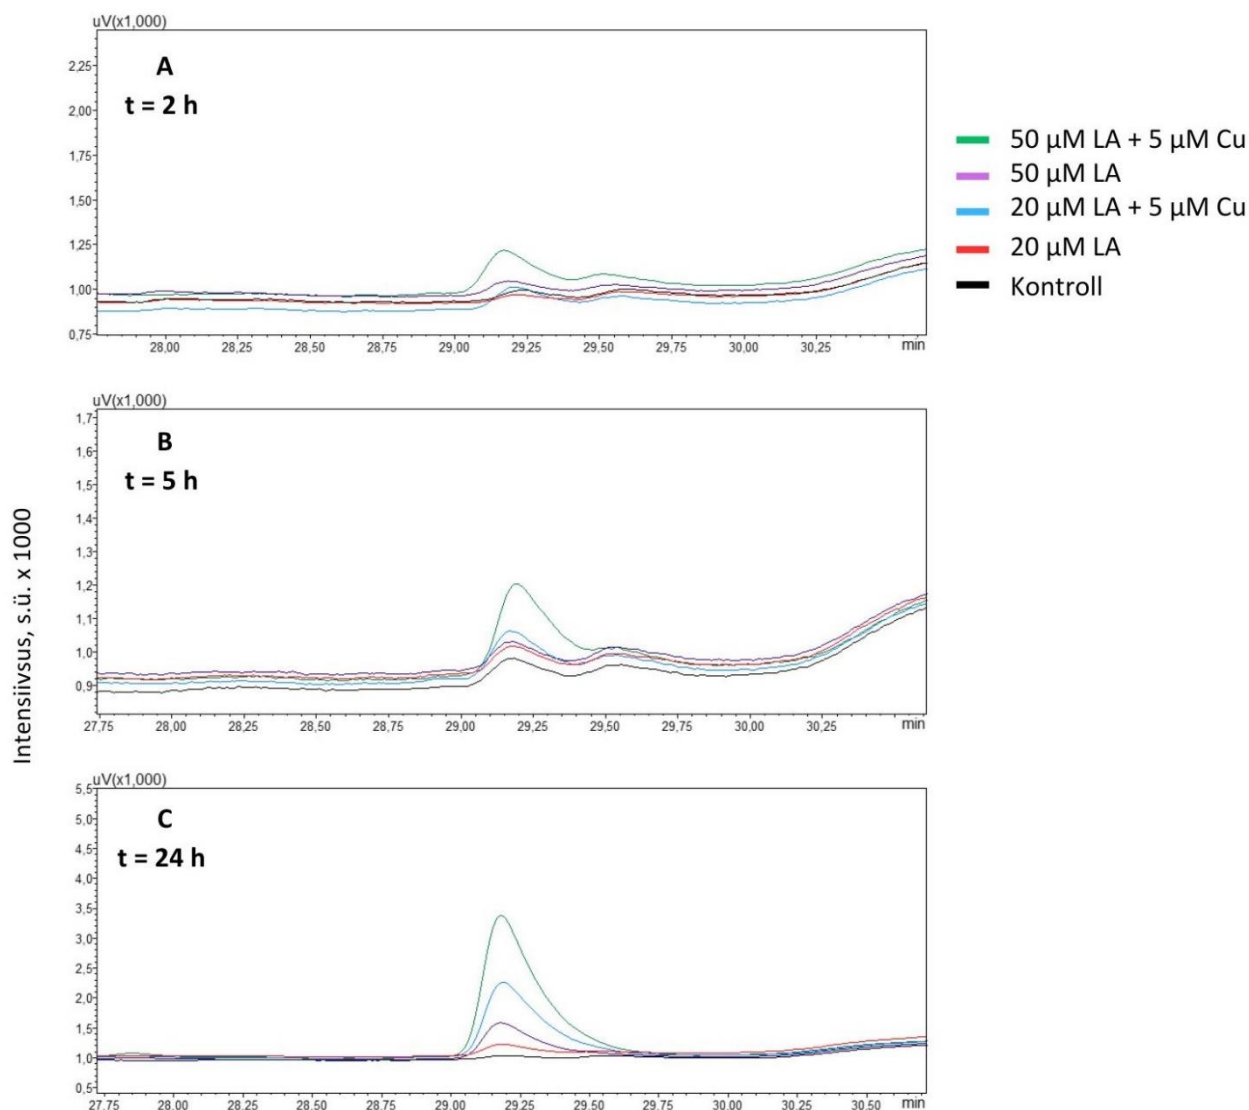 uV(x1,000)
A
t = 2 h
2,25
2,00
1,75
1,50
1,25
1,00
0,75
28,00 28,25 28,50 28,75 29,00 29,25 29,50 29,75 30,00 30,25 min
50 µM LA + 5 µM Cu
50 µM LA
20 µM LA + 5 µM Cu
20 µM LA
Kontroll
Intensiivsus, s.ü. x 1000
uV(x1,000)
B
t = 5 h
1,7
1,6
1,5
1,4
1,3
1,2
1,1
1,0
0,9
27,75 28,00 28,25 28,50 28,75 29,00 29,25 29,50 29,75 30,00 30,25 min
uV(x1,000)
C
t = 24 h
5,5
5,0
4,5
4,0
3,5
3,0
2,5
2,0
1,5
1,0
0,5
27,75 28,00 28,25 28,50 28,75 29,00 29,25 29,50 29,75 30,00 30,25 30,50 min